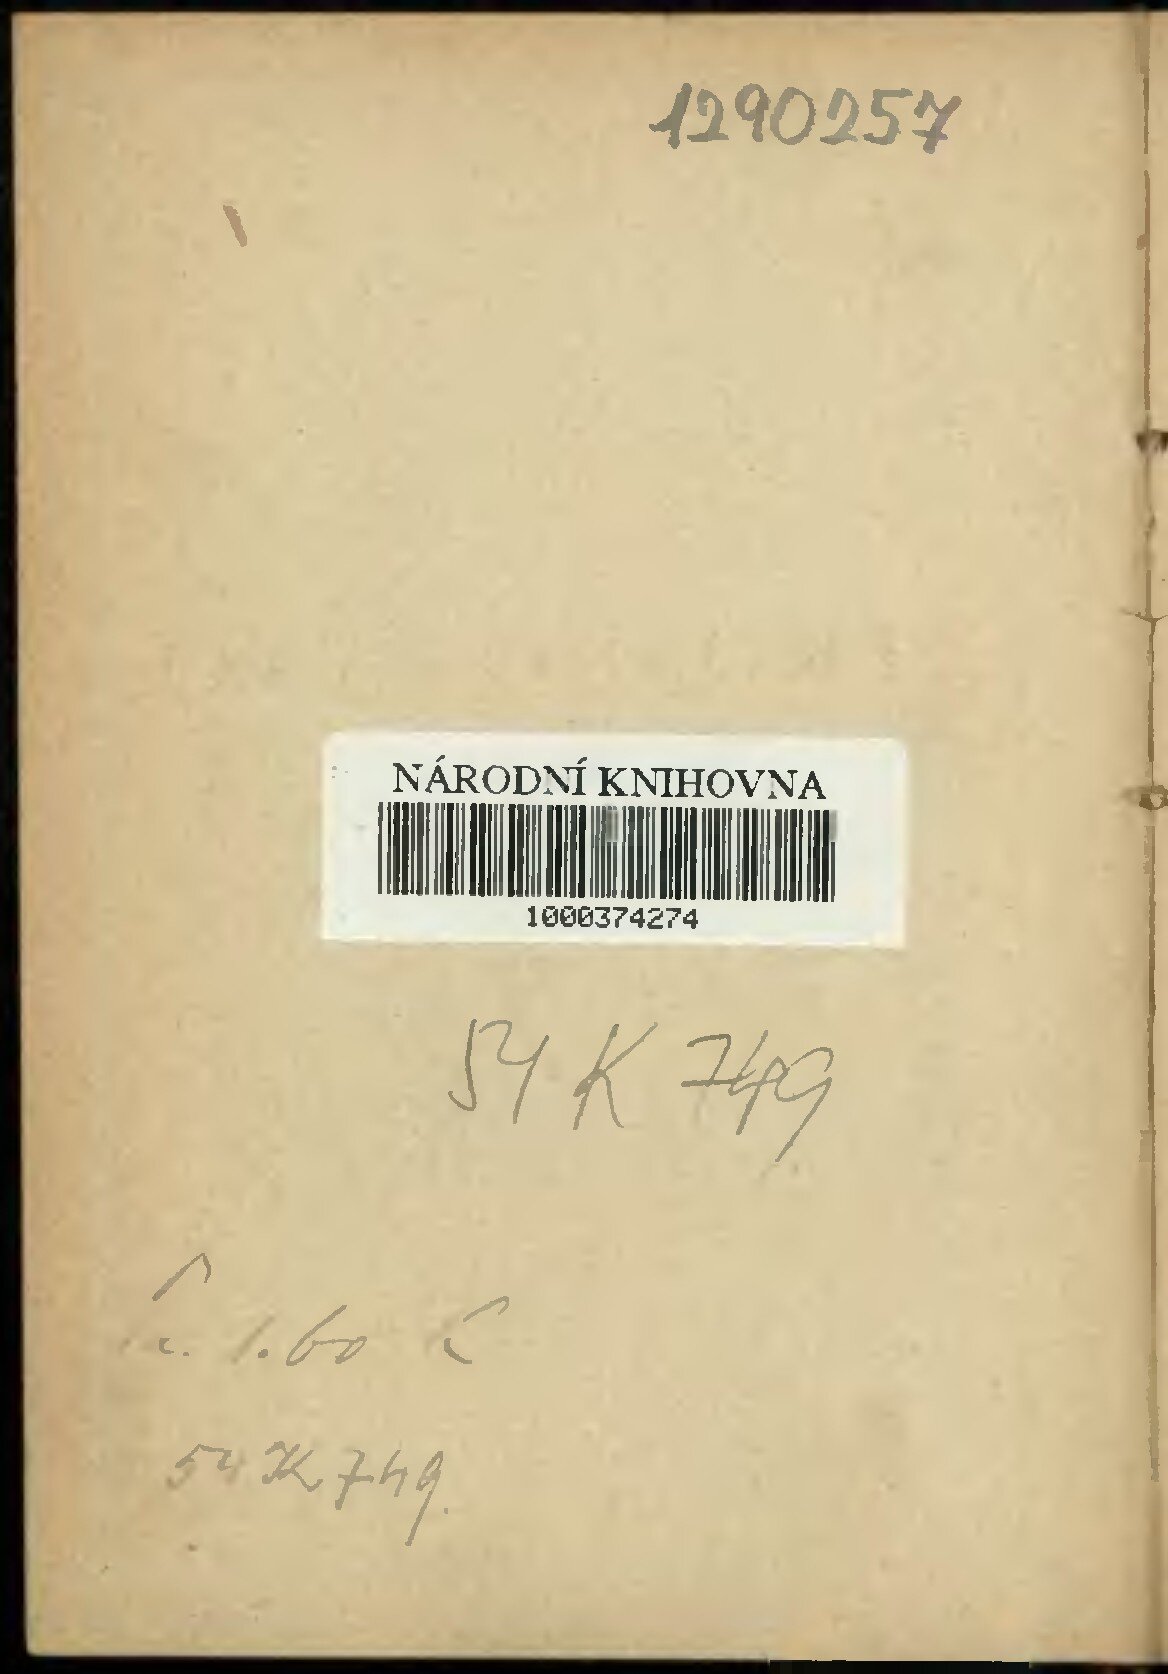 1290257
NÁRODNÍ KNIHOVNA
1000374274
54 K 749
54 K 749.